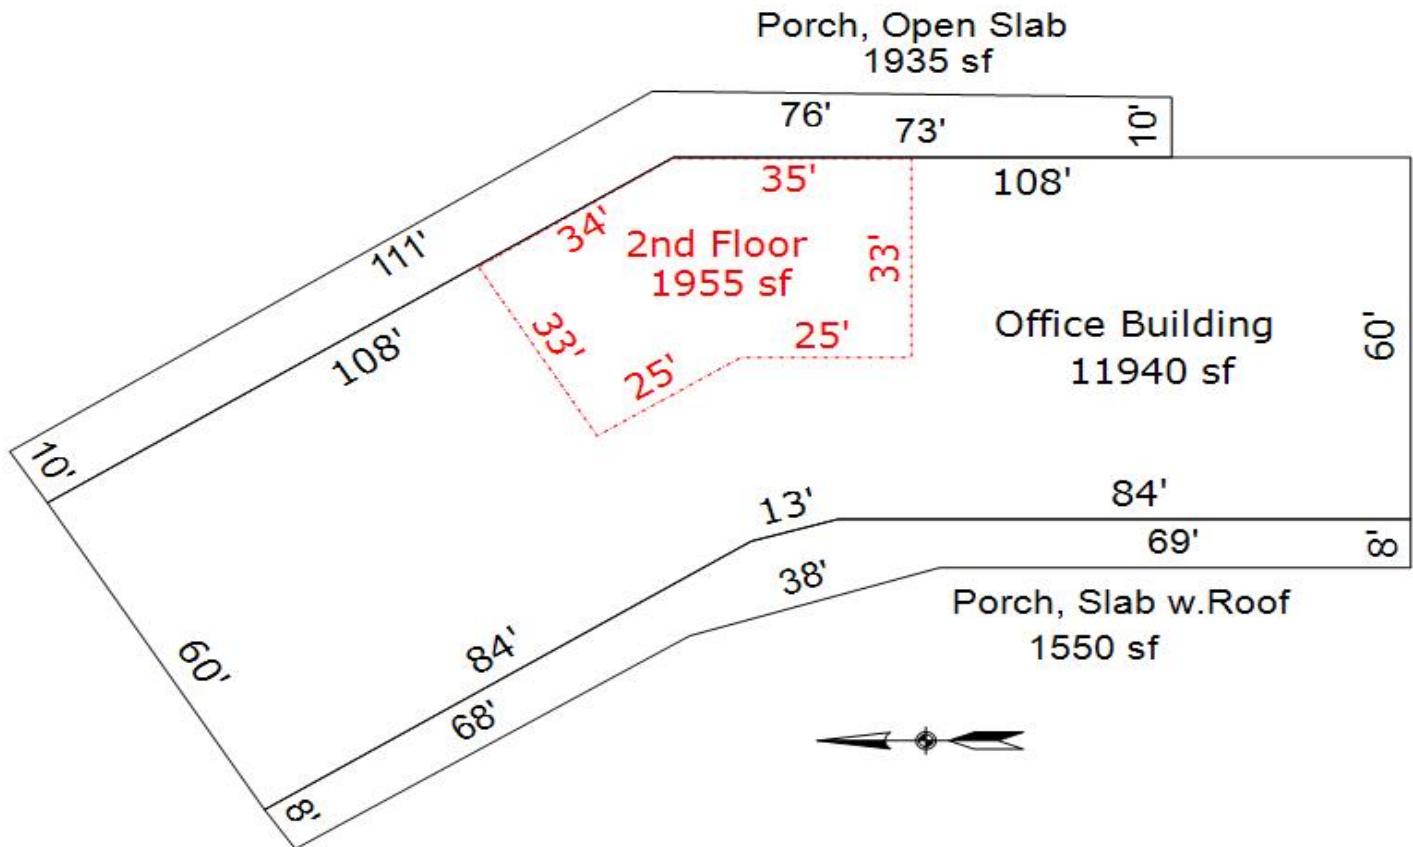 Porch, Open Slab
1935 sf
76'
73'
10'
35'
108'
34'
2nd Floor
1955 sf
33'
111'
108'
33'
25'
25'
Office Building
11940 sf
60'
10'
13'
84'
69'
8'
38'
Porch, Slab w.Roof
1550 sf
84'
60'
68'
8'